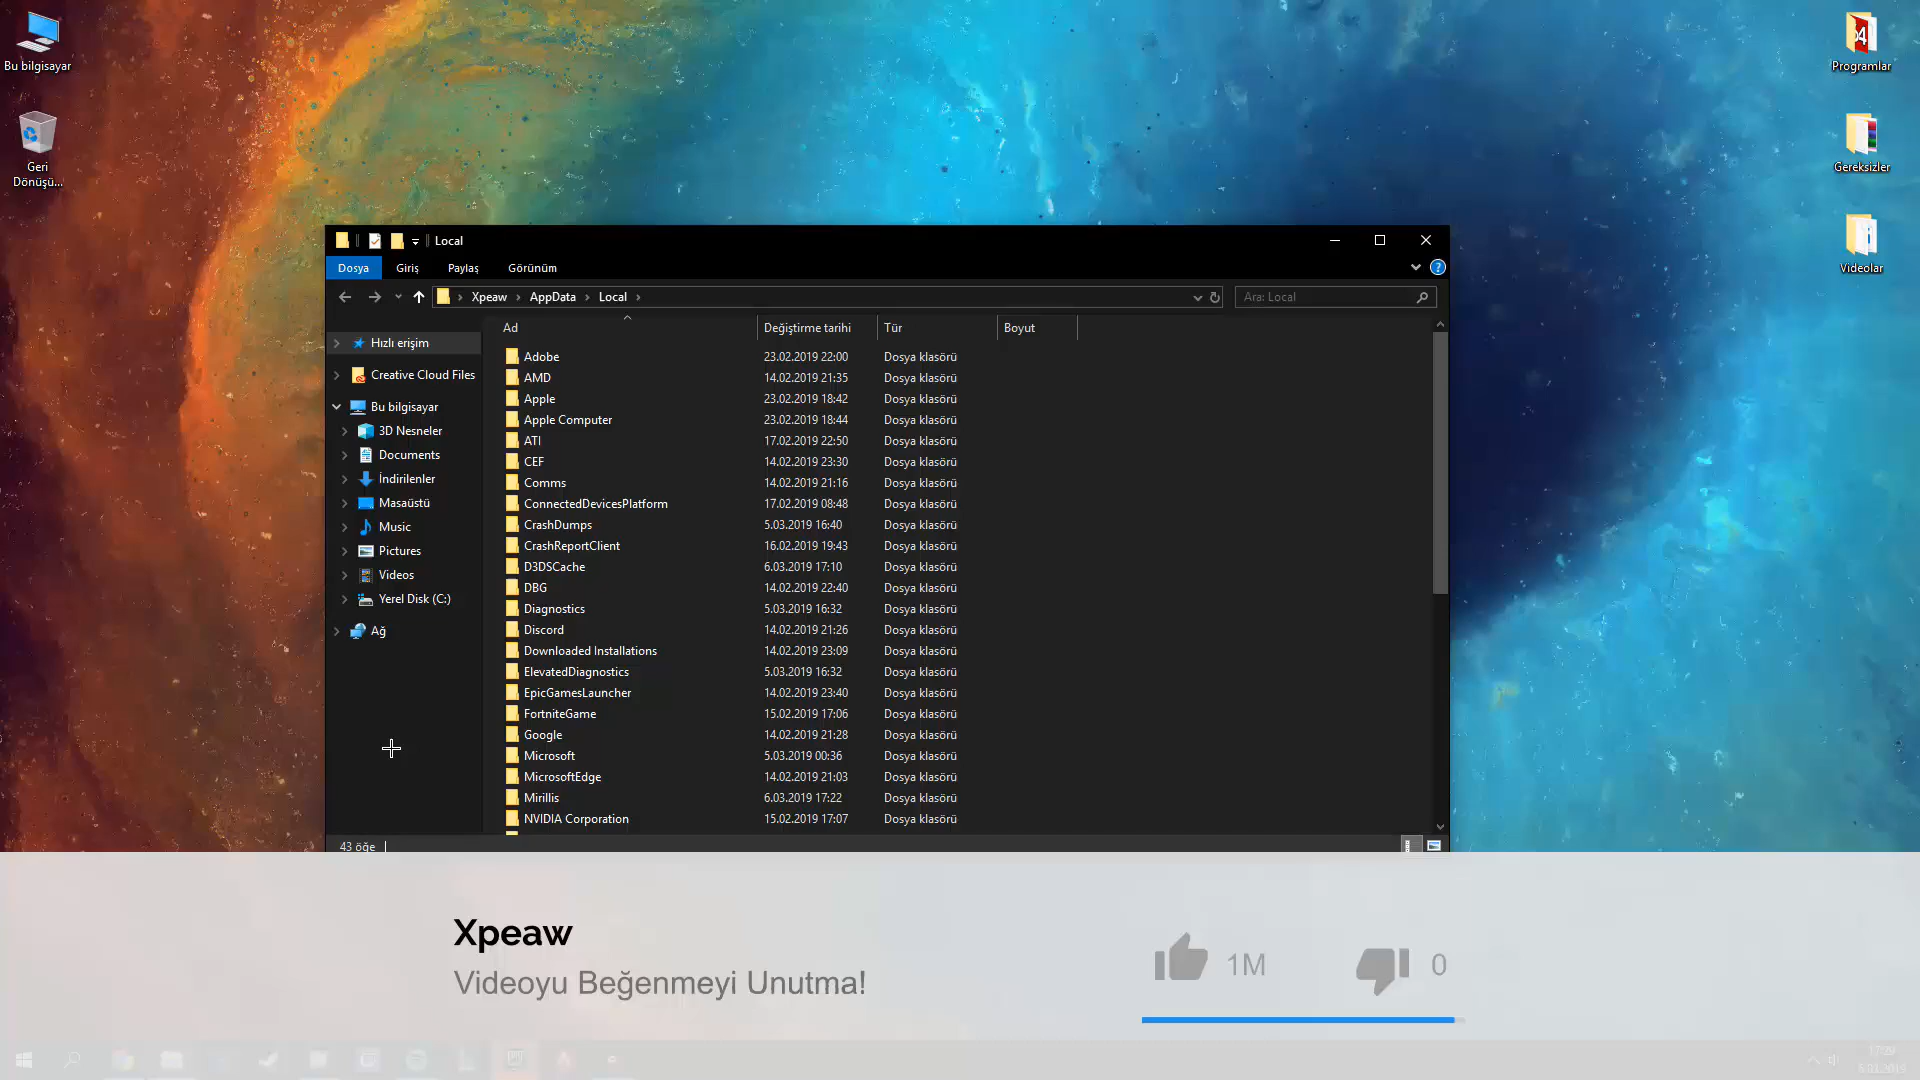 Bu bilgisayar
Geri
Dönüşü...
Programlar
Gereksizler
Videolar
Local
Dosya
Giriş
Paylaş
Görünüm
Xpeaw > AppData > Local >
Ara: Local
Hızlı erişim
Creative Cloud Files
Bu bilgisayar
3D Nesneler
Documents
İndirilenler
Masaüstü
Music
Pictures
Videos
Yerel Disk (C:)
Ağ
Ad Değiştirme tarihi Tür Boyut
Adobe 23.02.2019 22:00 Dosya klasörü
AMD 14.02.2019 21:35 Dosya klasörü
Apple 23.02.2019 18:42 Dosya klasörü
Apple Computer 23.02.2019 18:44 Dosya klasörü
ATI 17.02.2019 22:50 Dosya klasörü
CEF 14.02.2019 23:30 Dosya klasörü
Comms 14.02.2019 21:16 Dosya klasörü
ConnectedDevicesPlatform 17.02.2019 08:48 Dosya klasörü
CrashDumps 5.03.2019 16:40 Dosya klasörü
CrashReportClient 16.02.2019 19:43 Dosya klasörü
D3DSCache 6.03.2019 17:10 Dosya klasörü
DBG 14.02.2019 22:40 Dosya klasörü
Diagnostics 5.03.2019 16:32 Dosya klasörü
Discord 14.02.2019 21:26 Dosya klasörü
Downloaded Installations 14.02.2019 23:09 Dosya klasörü
ElevatedDiagnostics 5.03.2019 16:32 Dosya klasörü
EpicGamesLauncher 14.02.2019 23:40 Dosya klasörü
FortniteGame 15.02.2019 17:06 Dosya klasörü
Google 14.02.2019 21:28 Dosya klasörü
Microsoft 5.03.2019 00:36 Dosya klasörü
MicrosoftEdge 14.02.2019 21:03 Dosya klasörü
Mirillis 6.03.2019 17:22 Dosya klasörü
NVIDIA Corporation 15.02.2019 17:07 Dosya klasörü
43 öğe
Xpeaw
Videoyu Beğenmeyi Unutma!
1M
0